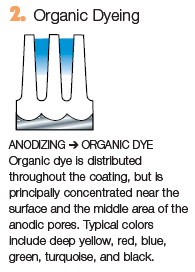 2. Organic Dyeing
ANODIZING ➔ ORGANIC DYE
Organic dye is distributed
throughout the coating, but is
principally concentrated near the
surface and the middle area of the
anodic pores. Typical colors
include deep yellow, red, blue,
green, turquoise, and black.